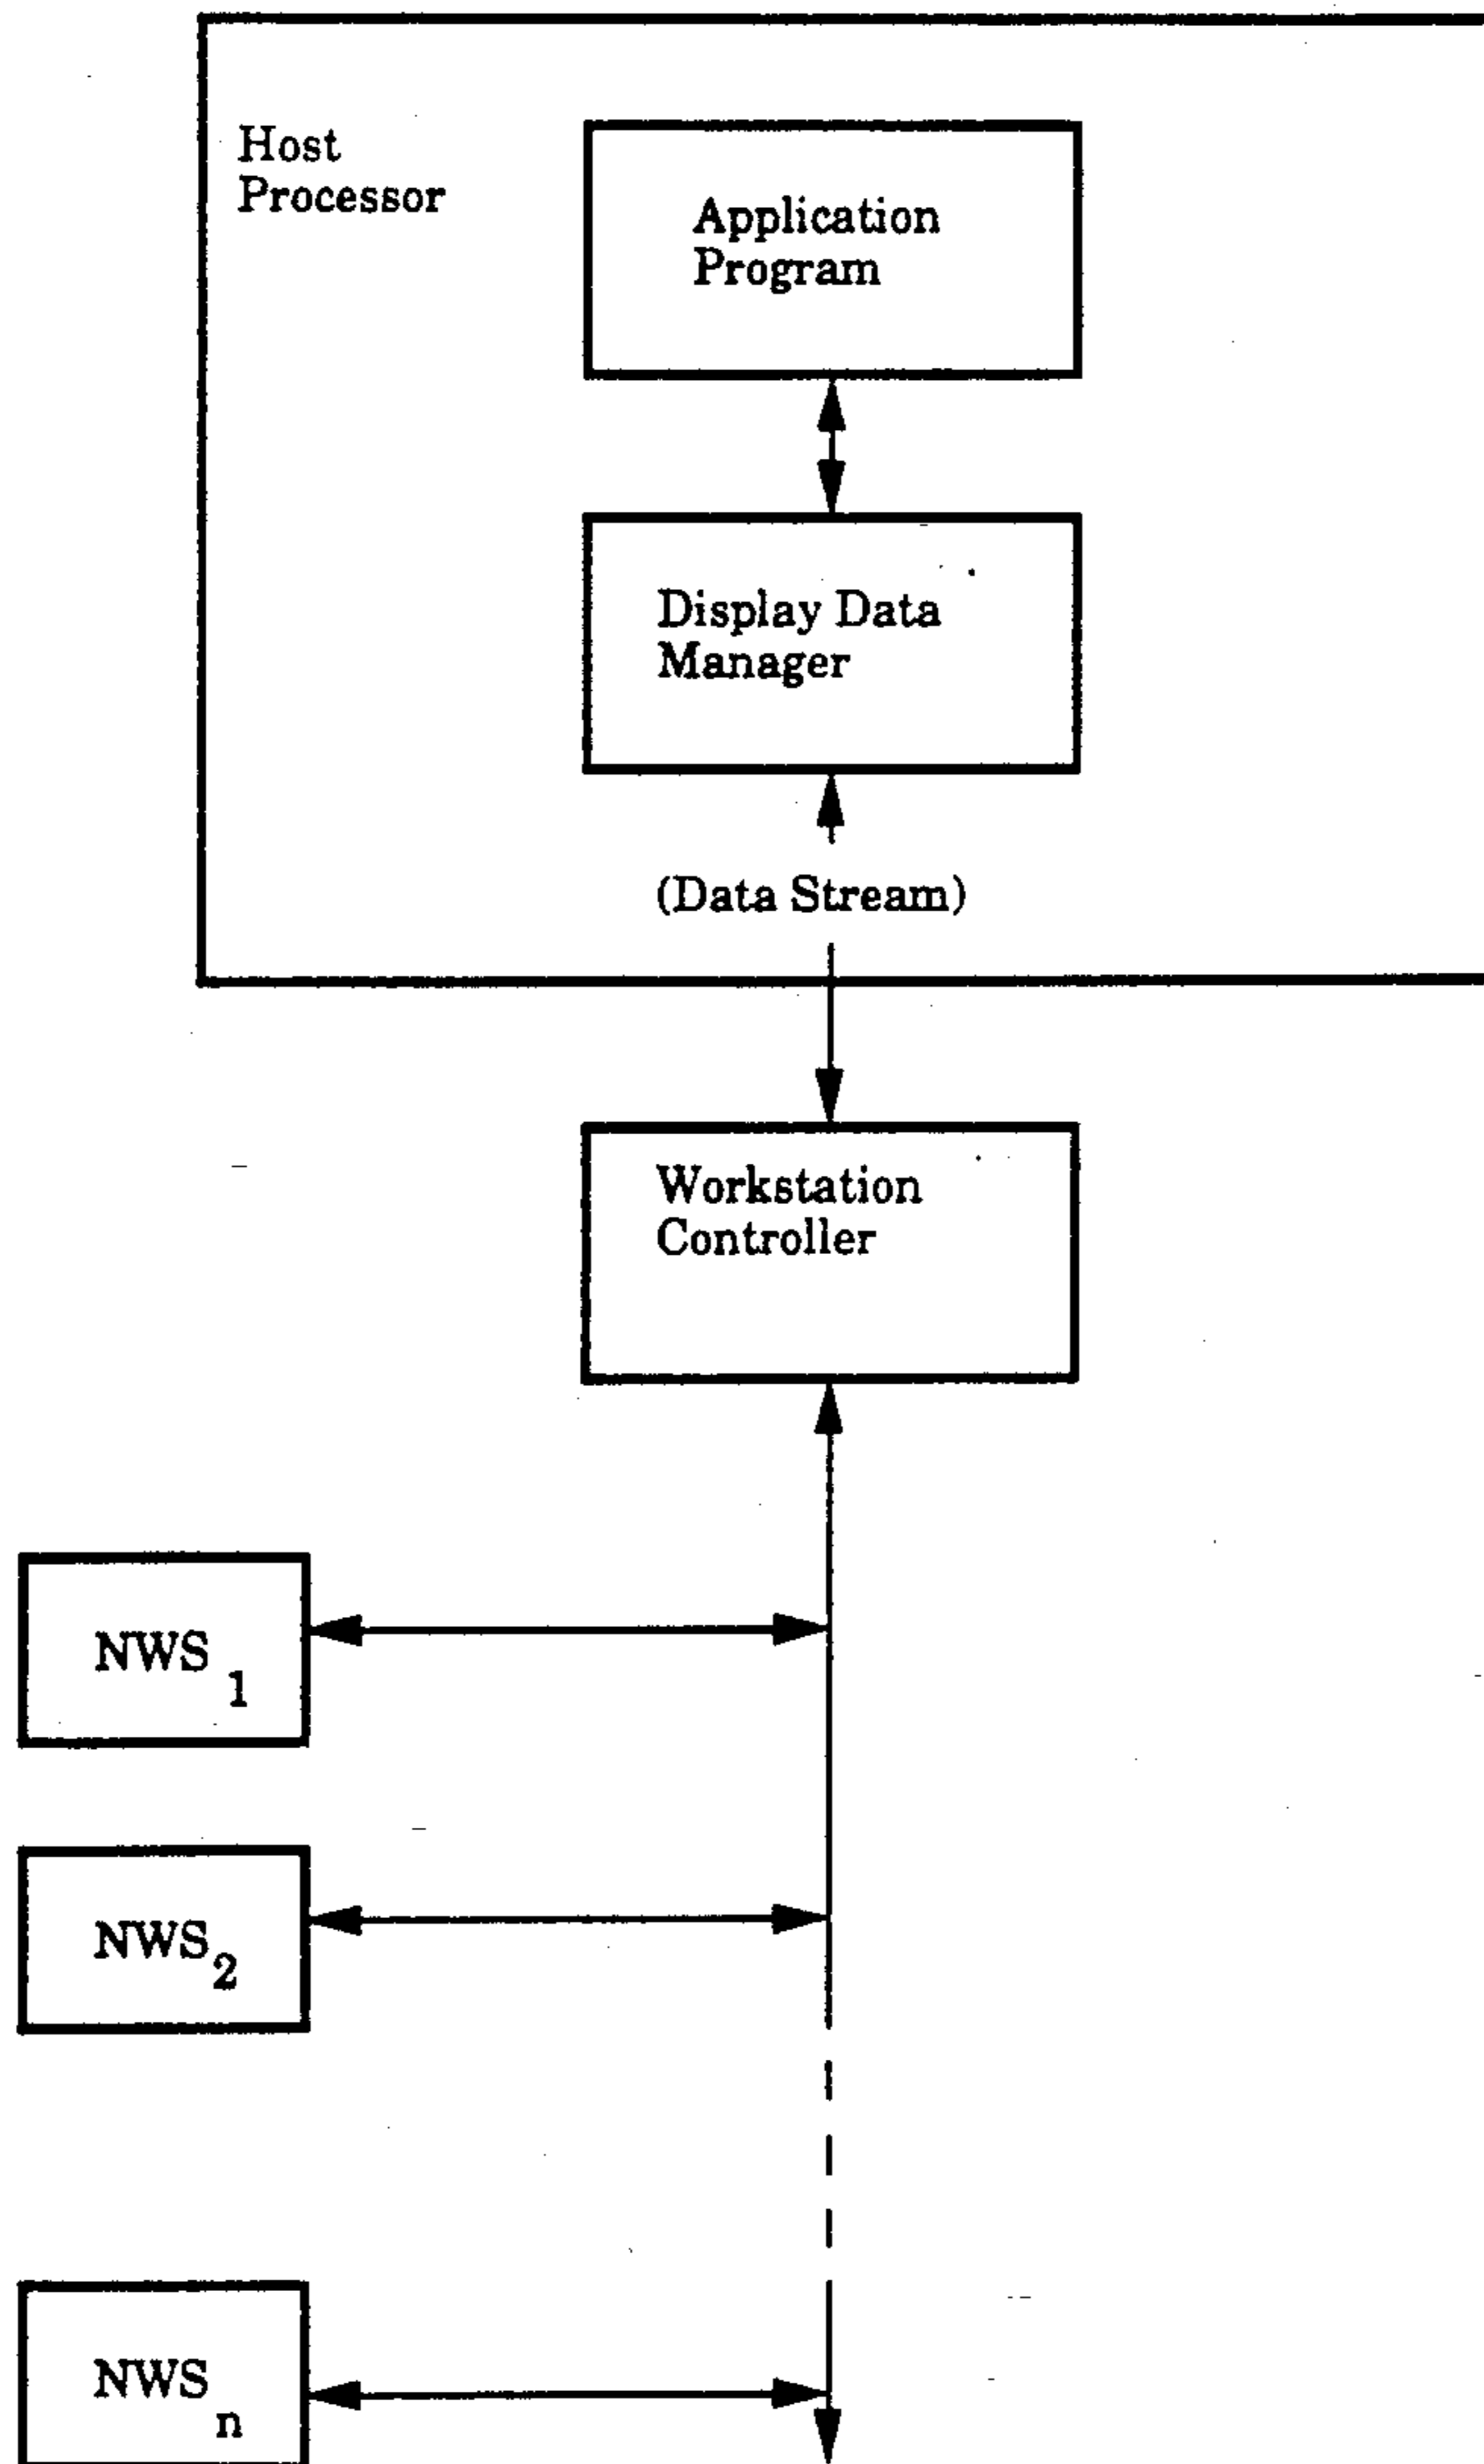 Host
Processor
Application
Program
Display Data
Manager
(Data Stream)
Workstation
Controller
NWS 1
NWS 2
NWS n